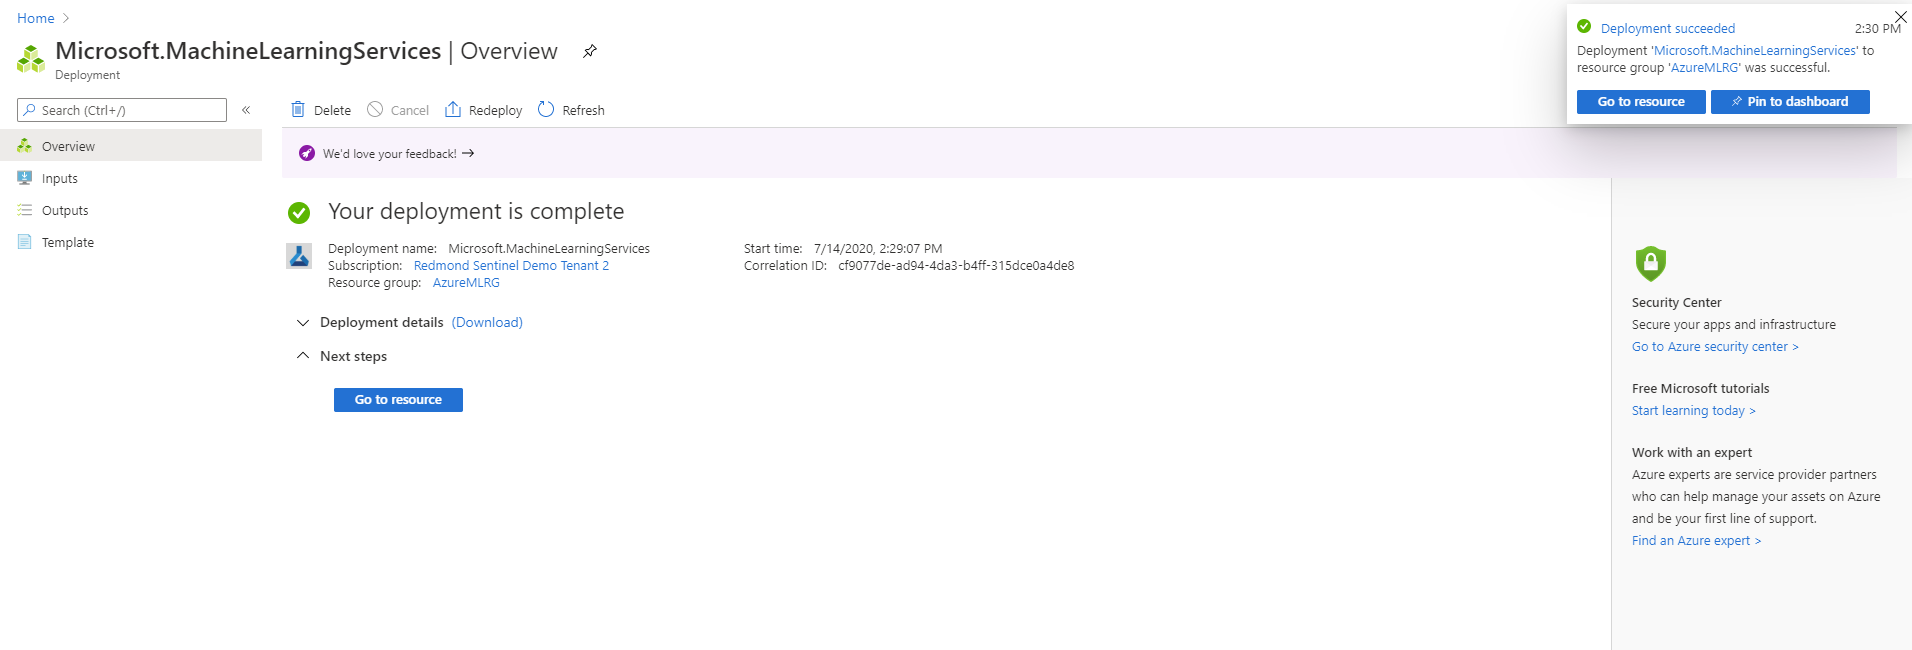 Home
Microsoft.MachineLearningServices | Overview
Deployment
Search (Ctrl+/)
«
Overview
Inputs
Outputs
Template
Delete
Cancel
Redeploy
Refresh
We'd love your feedback! →
Your deployment is complete
Deployment name: Microsoft.MachineLearningServices
Subscription: Redmond Sentinel Demo Tenant 2
Resource group: AzureMLRG
Start time: 7/14/2020, 2:29:07 PM
Correlation ID: cf9077de-ad94-4da3-b4ff-315dce0a4de8
Deployment details (Download)
Next steps
Go to resource
Deployment succeeded 2:30 PM
Deployment 'Microsoft.MachineLearningServices' to
resource group 'AzureMLRG' was successful.
Go to resource
Pin to dashboard
Security Center
Secure your apps and infrastructure
Go to Azure security center >
Free Microsoft tutorials
Start learning today >
Work with an expert
Azure experts are service provider partners
who can help manage your assets on Azure
and be your first line of support.
Find an Azure expert >